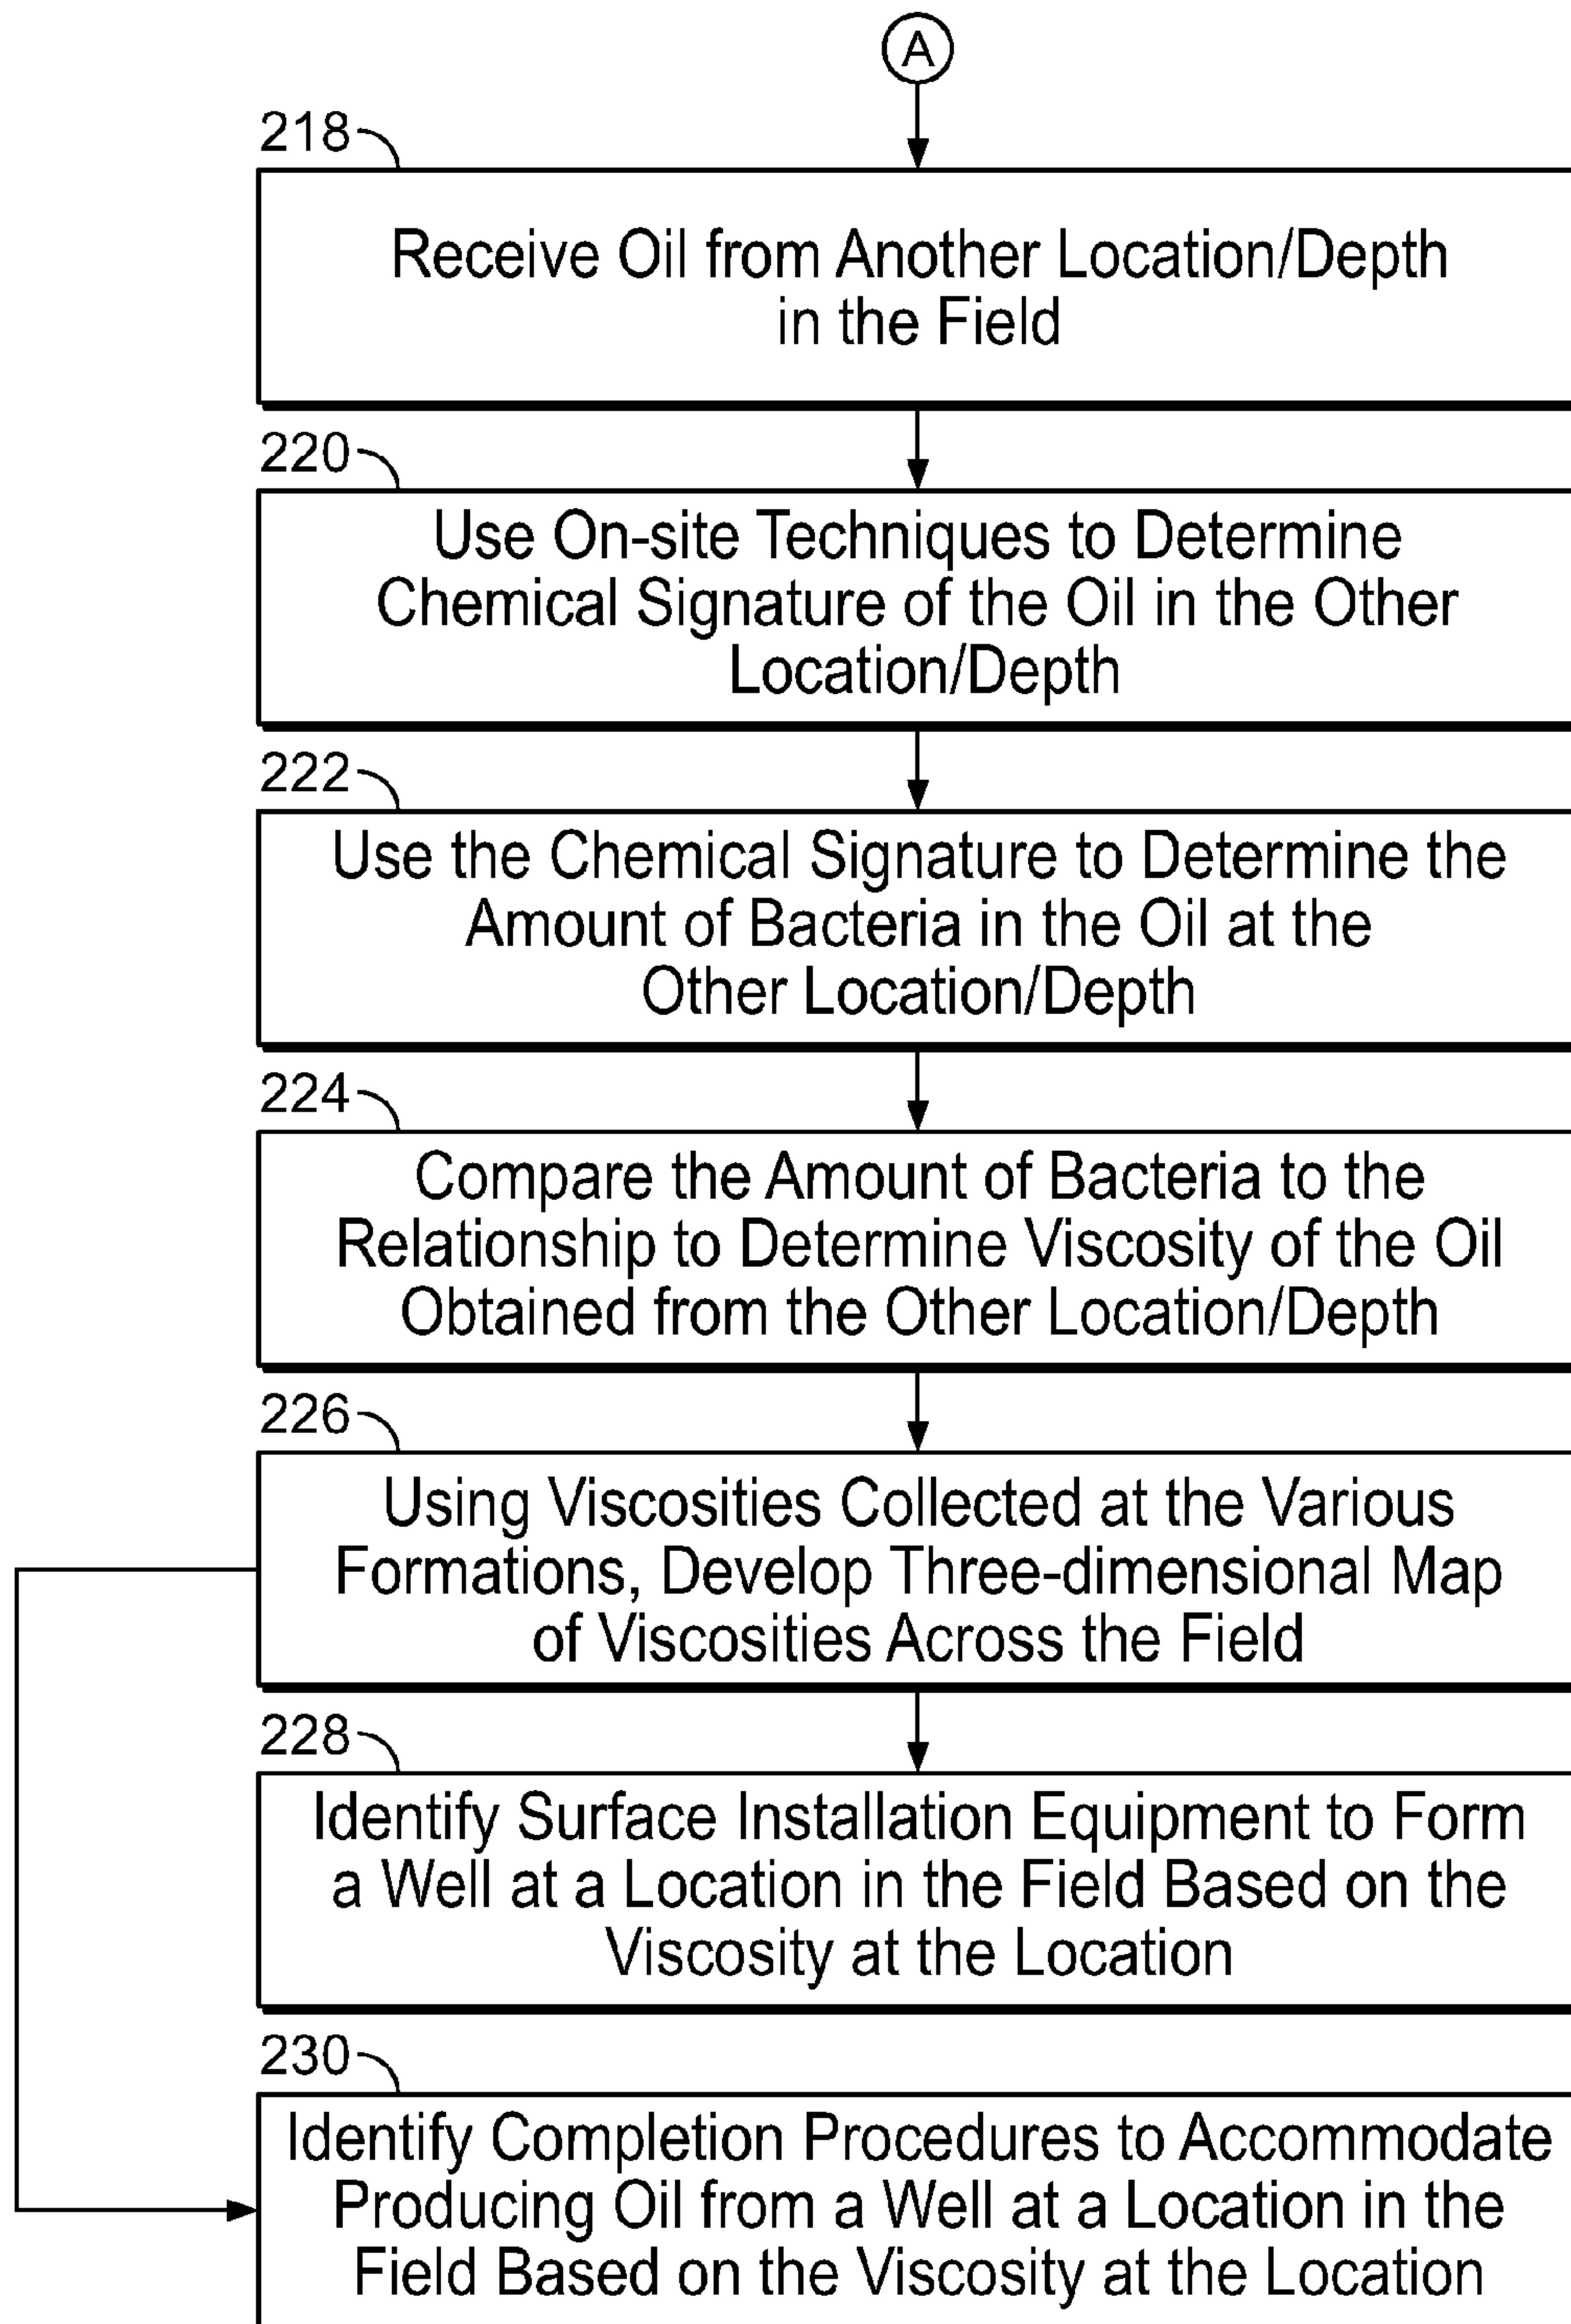 A
218
Receive Oil from Another Location/Depth
in the Field
220
Use On-site Techniques to Determine
Chemical Signature of the Oil in the Other
Location/Depth
222
Use the Chemical Signature to Determine the
Amount of Bacteria in the Oil at the
Other Location/Depth
224
Compare the Amount of Bacteria to the
Relationship to Determine Viscosity of the Oil
Obtained from the Other Location/Depth
226
Using Viscosities Collected at the Various
Formations, Develop Three-dimensional Map
of Viscosities Across the Field
228
Identify Surface Installation Equipment to Form
a Well at a Location in the Field Based on the
Viscosity at the Location
230
Identify Completion Procedures to Accommodate
Producing Oil from a Well at a Location in the
Field Based on the Viscosity at the Location